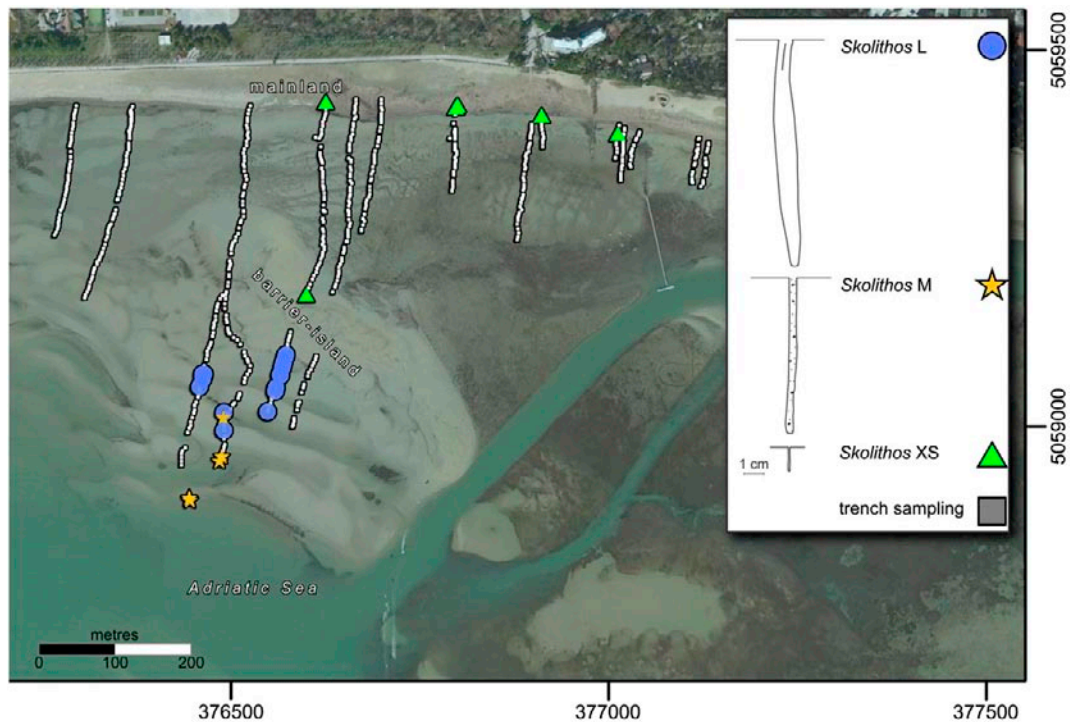 mainland
barrier-island
Adriatic Sea
metres
0 100 200
Skolithos L
Skolithos M
Skolithos XS
1 cm
trench sampling
5059500
5059000
376500 377000 377500